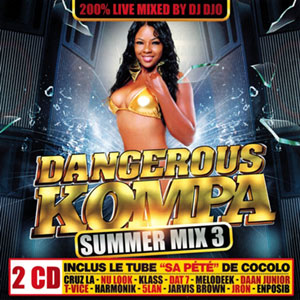 200% LIVE MIXED BY DJ DJO
DANGEROUS
KOMPA
SUMMER MIX 3
2 CD
INCLUS LE TUBE "SA PÉTÉ" DE COCOLO
CRUZ LA - NU LOOK - KLASS - DAT 7 - MELODEEK - DAAN JUNIOR
T-VICE - HARMONIK - 5LAN - JARVIS BROWN - JRON - ENPOSIB